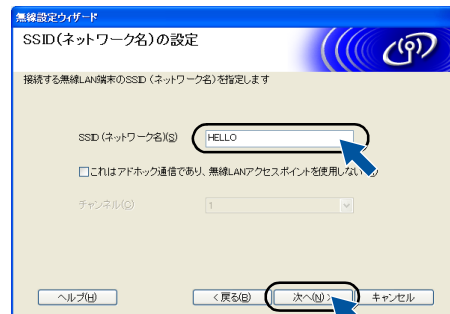 無線設定ウィザード
SSID(ネットワーク名)の設定
接続する無線LAN端末のSSID（ネットワーク名）を指定します
SSID (ネットワーク名)(S) HELLO
これはアドホック通信であり、無線LANアクセスポイントを使用しない
チャンネル(C) 1
ヘルプ(H) < 戻る(B) 次へ(N) > キャンセル